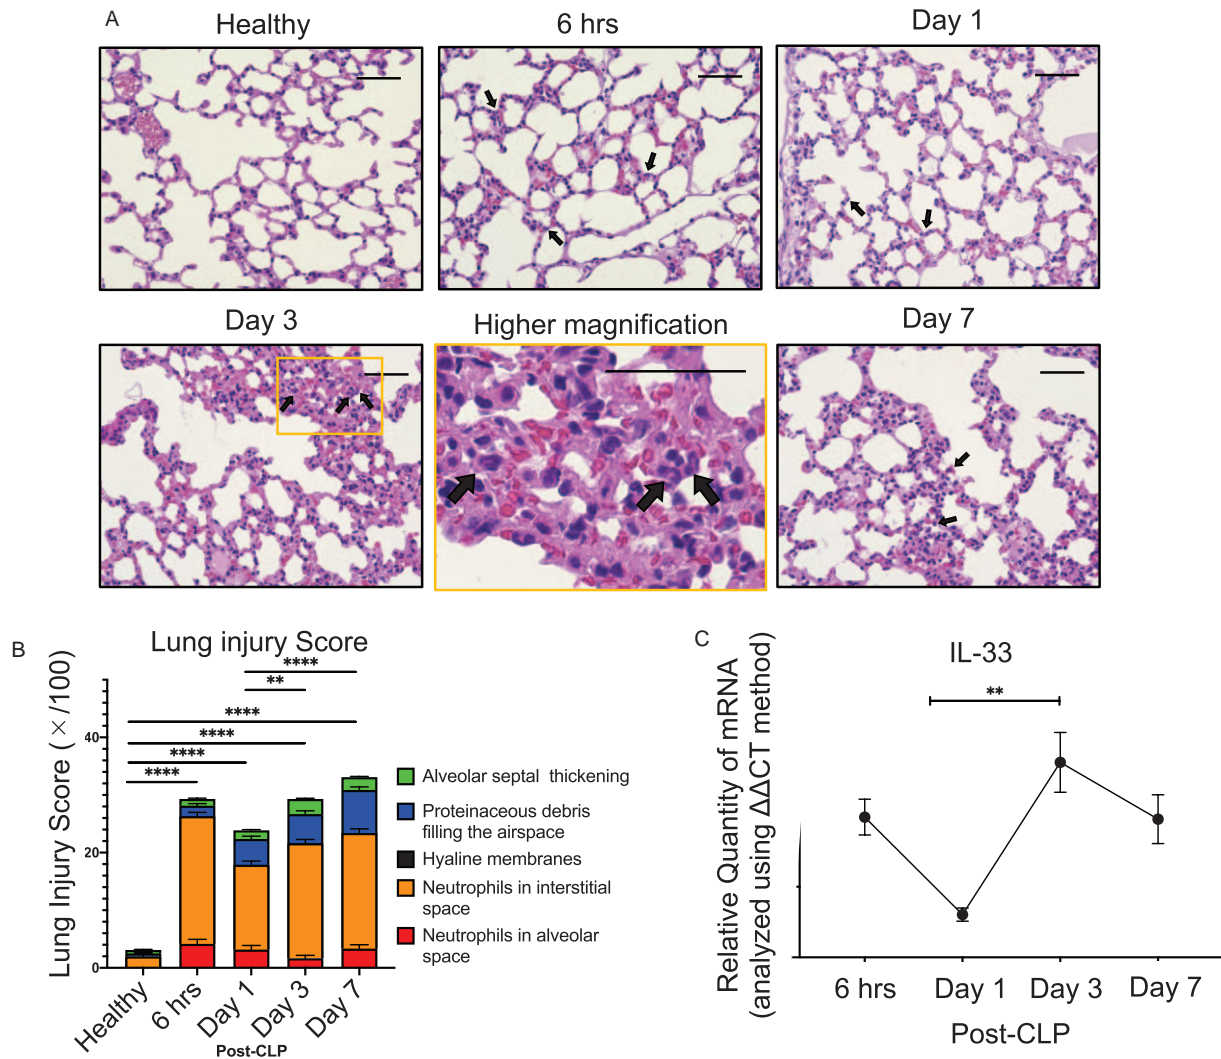 A
Healthy
6 hrs
Day 1
Day 3
Higher magnification
Day 7
B
Lung injury Score
Lung Injury Score (×/100)
****
**
****
****
****
****
40
20
0
Healthy
6 hrs
Day 1
Day 3
Day 7
Post-CLP
Alveolar septal thickening
Proteinaceous debris
filling the airspace
Hyaline membranes
Neutrophils in interstitial
space
Neutrophils in alveolar
space
C
IL-33
Relative Quantity of mRNA
(analyzed using ΔΔCT method)
**
6 hrs
Day 1
Day 3
Day 7
Post-CLP